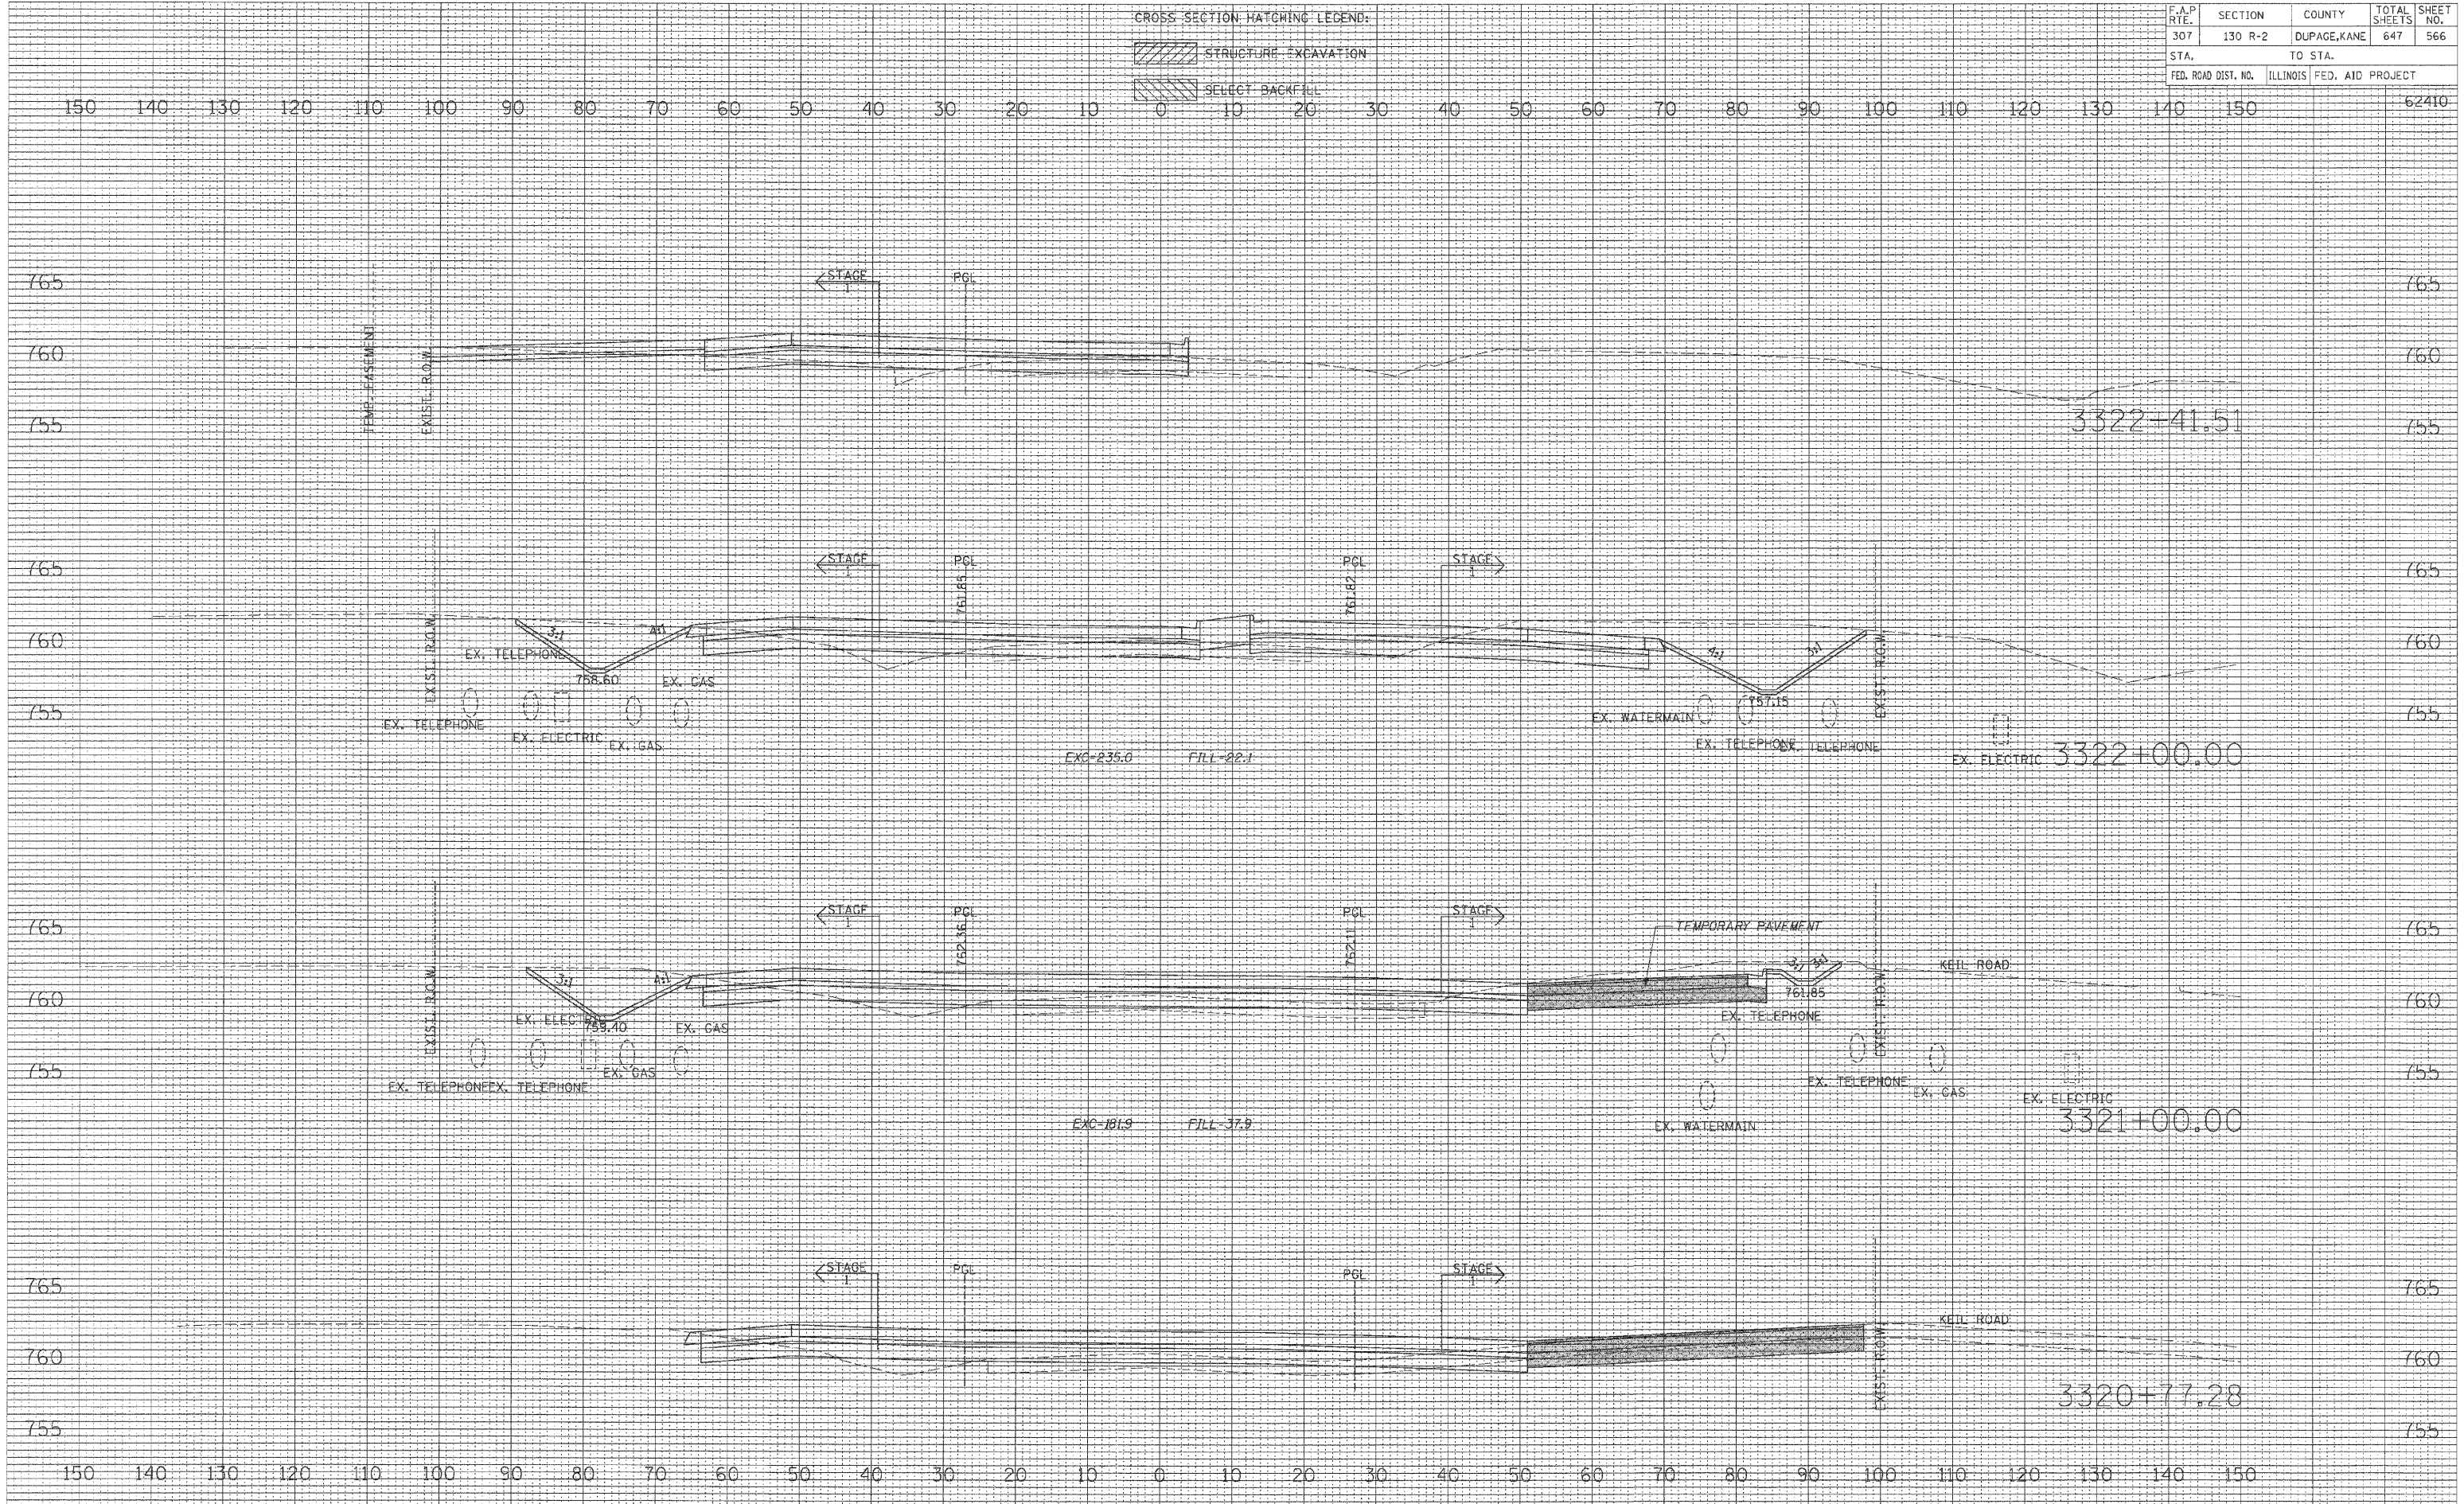 CROSS SECTION HATCHING LEGEND:
STRUCTURE EXCAVATION
SELECT BACKFILL
F.A.P RTE. SECTION COUNTY TOTAL SHEETS SHEET NO.
307 130 R-2 DUPAGE,KANE 647 566
STA. TO STA.
FED. ROAD DIST. NO. ILLINOIS FED. AID PROJECT
62410
150 140 130 120 110 100 90 80 70 60 50 40 30 20 10 0 10 20 30 40 50 60 70 80 90 100 110 120 130 140 150
765 STAGE 1 PGL 765
760 760
TEMP. EASEMENT
EXIST. R.O.W.
755 755
3322+41.51
765 STAGE 1 PGL PGL STAGE 1 765
761.85 761.82
760 3:1 4:1 4:1 3:1 760
EXIST. R.O.W. EXIST. R.O.W.
EX. TELEPHONE
758.60 EX. GAS
757.15
755 755
EX. TELEPHONE EX. WATERMAIN
EX. ELECTRIC EX. GAS EX. TELEPHONE EX. TELEPHONE
EXC=235.0 FILL=22.1 EX. ELECTRIC 3322+00.00
765 STAGE 1 PGL PGL STAGE 1 765
TEMPORARY PAVEMENT
762.36 762.11
KEIL ROAD
3:1 4:1 3:1 3:1
760 760
EXIST. R.O.W. EXIST. R.O.W.
761.85
EX. ELECTRIC 759.40 EX. GAS EX. TELEPHONE
755 EX. GAS 755
EX. TELEPHONE EX. TELEPHONE EX. TELEPHONE EX. GAS
EX. ELECTRIC
EXC=181.9 FILL=37.9 EX. WATERMAIN 3321+00.00
765 STAGE 1 PGL PGL STAGE 1 765
KEIL ROAD
760 760
EXIST. R.O.W.
3320+77.28
755 755
150 140 130 120 110 100 90 80 70 60 50 40 30 20 10 0 10 20 30 40 50 60 70 80 90 100 110 120 130 140 150